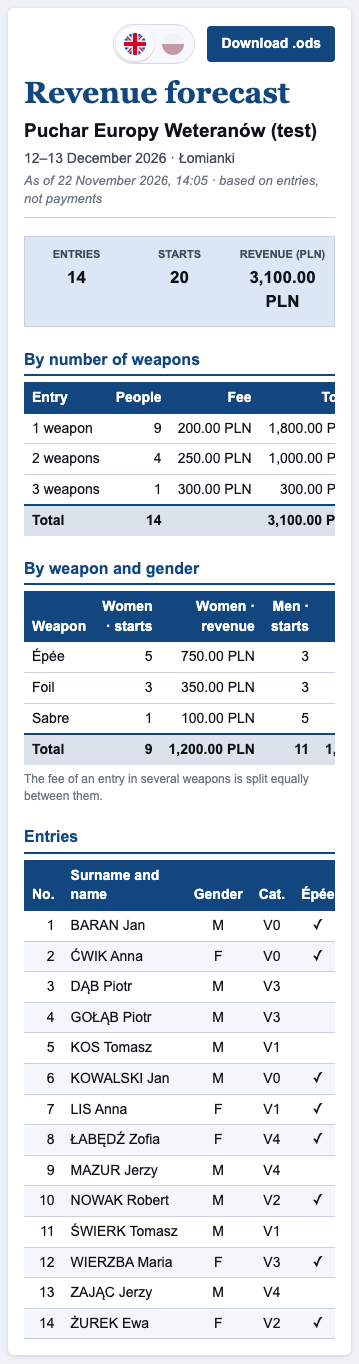 Download .ods
Revenue forecast
Puchar Europy Weteranów (test)
12–13 December 2026 · Łomianki
As of 22 November 2026, 14:05 · based on entries,
not payments
ENTRIES STARTS REVENUE (PLN)
14 20 3,100.00
PLN
By number of weapons
Entry People Fee
1 weapon 9 200.00 PLN 1,800.00 P
2 weapons 4 250.00 PLN 1,000.00 P
3 weapons 1 300.00 PLN 300.00 P
Total 14 3,100.00 P
By weapon and gender
Women Women · Men ·
Weapon · starts revenue starts
Épée 5 750.00 PLN 3
Foil 3 350.00 PLN 3
Sabre 1 100.00 PLN 5
Total 9 1,200.00 PLN 11 1,
The fee of an entry in several weapons is split equally
between them.
Entries
Surname and
No. name Gender Cat. Épée
1 BARAN Jan M V0 ✓
2 ĆWIK Anna F V0 ✓
3 DĄB Piotr M V3
4 GOŁĄB Piotr M V3
5 KOS Tomasz M V1
6 KOWALSKI Jan M V0 ✓
7 LIS Anna F V1 ✓
8 ŁABĘDŹ Zofia F V4 ✓
9 MAZUR Jerzy M V4
10 NOWAK Robert M V2 ✓
11 ŚWIERK Tomasz M V1
12 WIERZBA Maria F V3 ✓
13 ZAJĄC Jerzy M V4
14 ŻUREK Ewa F V2 ✓